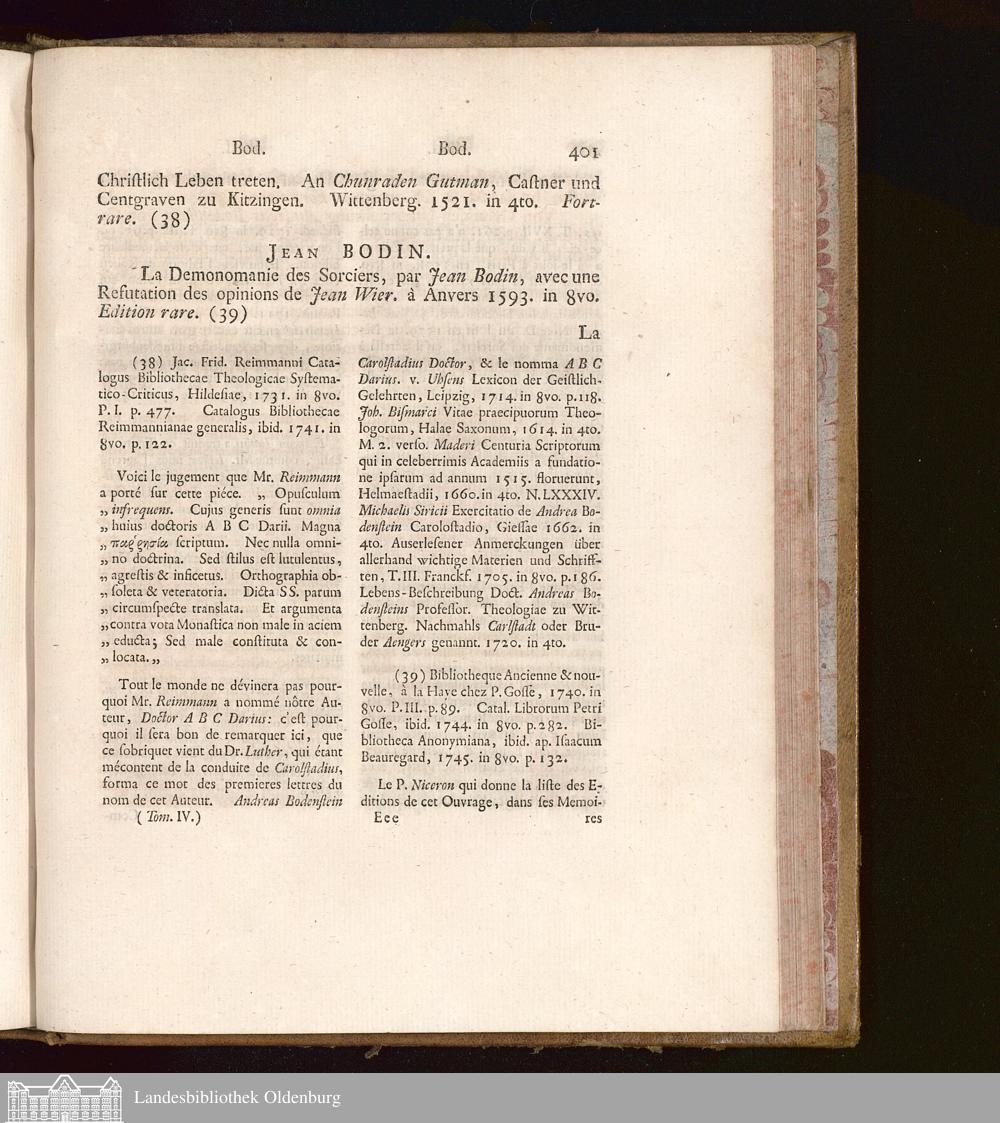 Bod. Bod. 401
Chriſtlich Leben treten. An Chunraden Gutman, Caſtner und
Centgraven zu Kitzingen. Wittenberg. 1521. in 4to. Fort-
rare. (38)
JEAN BODIN.
La Demonomanie des Sorciers, par Jean Bodin, avec une
Refutation des opinions de Jean Wier. à Anvers 1593. in 8vo.
Edition rare. (39)
La
(38) Jac. Frid. Reimmanni Cata-
logus Bibliothecae Theologicae Syſtema-
tico-Criticus, Hildeſiae, 1731. in 8vo.
P. I. p. 477. Catalogus Bibliothecae
Reimmannianae generalis, ibid. 1741. in
8vo. p. 122.
Voici le jugement que Mr. Reimmann
a porté ſur cette piéce. „ Opuſculum
„ infrequens. Cujus generis ſunt omnia
„ huius doctoris A B C Darii. Magna
„ παῤῥησία ſcriptum. Nec nulla omni-
„ no doctrina. Sed ſtilus eſt lutulentus,
„ agreſtis & inficetus. Orthographia ob-
„ ſoleta & veteratoria. Dicta SS. parum
„ circumſpecte translata. Et argumenta
„ contra vota Monaſtica non male in aciem
„ educta; Sed male conſtituta & con-
„ locata. „
Tout le monde ne dévinera pas pour-
quoi Mr. Reimmann a nommé nôtre Au-
teur, Doctor A B C Darius: c'eſt pour-
quoi il ſera bon de remarquer ici, que
ce ſobriquet vient du Dr. Luther, qui étant
mécontent de la conduite de Carolſtadius,
forma ce mot des premieres lettres du
nom de cet Auteur. Andreas Bodenſtein
(Tom. IV.)
Carolſtadius Doctor, & le nomma A B C
Darius. v. Uhſens Lexicon der Geiſtlich-
Gelehrten, Leipzig, 1714. in 8vo. p. 118.
Joh. Biſmarci Vitae praecipuorum Theo-
logorum, Halae Saxonum, 1614. in 4to.
M. 2. verſo. Maderi Centuria Scriptorum
qui in celeberrimis Academiis a fundatio-
ne ipſarum ad annum 1515. floruerunt,
Helmaeſtadii, 1660. in 4to. N. LXXXIV.
Michaelis Siricii Exercitatio de Andrea Bo-
denſtein Caroloſtadio, Gieſſae 1662. in
4to. Auserleſener Anmerckungen über
allerhand wichtige Materien und Schriff-
ten, T. III. Franckf. 1705. in 8vo. p. 186.
Lebens-Beſchreibung Doct. Andreas Bo-
denſteins Profeſſor. Theologiae zu Wit-
tenberg. Nachmahls Carlſtadt oder Bru-
der Aengers genannt. 1720. in 4to.
(39) Bibliotheque Ancienne & nou-
velle, à la Haye chez P. Goſſe, 1740. in
8vo. P. III. p. 89. Catal. Librorum Petri
Goſſe, ibid. 1744. in 8vo. p. 282. Bi-
bliotheca Anonymiana, ibid. ap. Iſaacum
Beauregard, 1745. in 8vo. p. 132.
Le P. Niceron qui donne la liſte des E-
ditions de cet Ouvrage, dans ſes Memoi-
Eee res
Landesbibliothek Oldenburg